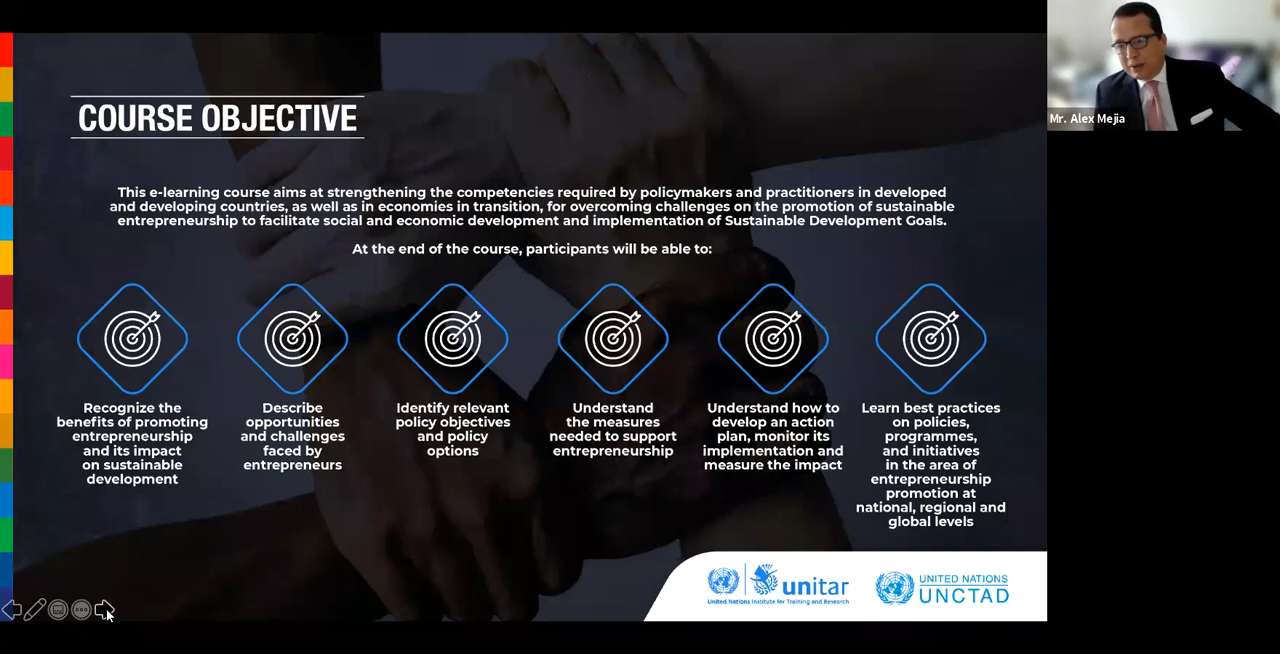 COURSE OBJECTIVE
Mr. Alex Mejia
This e-learning course aims at strengthening the competencies required by policymakers and practitioners in developed
and developing countries, as well as in economies in transition, for overcoming challenges on the promotion of sustainable
entrepreneurship to facilitate social and economic development and implementation of Sustainable Development Goals.
At the end of the course, participants will be able to:
Recognize the
benefits of promoting
entrepreneurship
and its impact
on sustainable
development
Describe
opportunities
and challenges
faced by
entrepreneurs
Identify relevant
policy objectives
and policy
options
Understand
the measures
needed to support
entrepreneurship
Understand how to
develop an action
plan, monitor its
implementation and
measure the impact
Learn best practices
on policies,
programmes,
and initiatives
in the area of
entrepreneurship
promotion at
national, regional and
global levels
unitar
United Nations Institute for Training and Research
UNITED NATIONS
UNCTAD